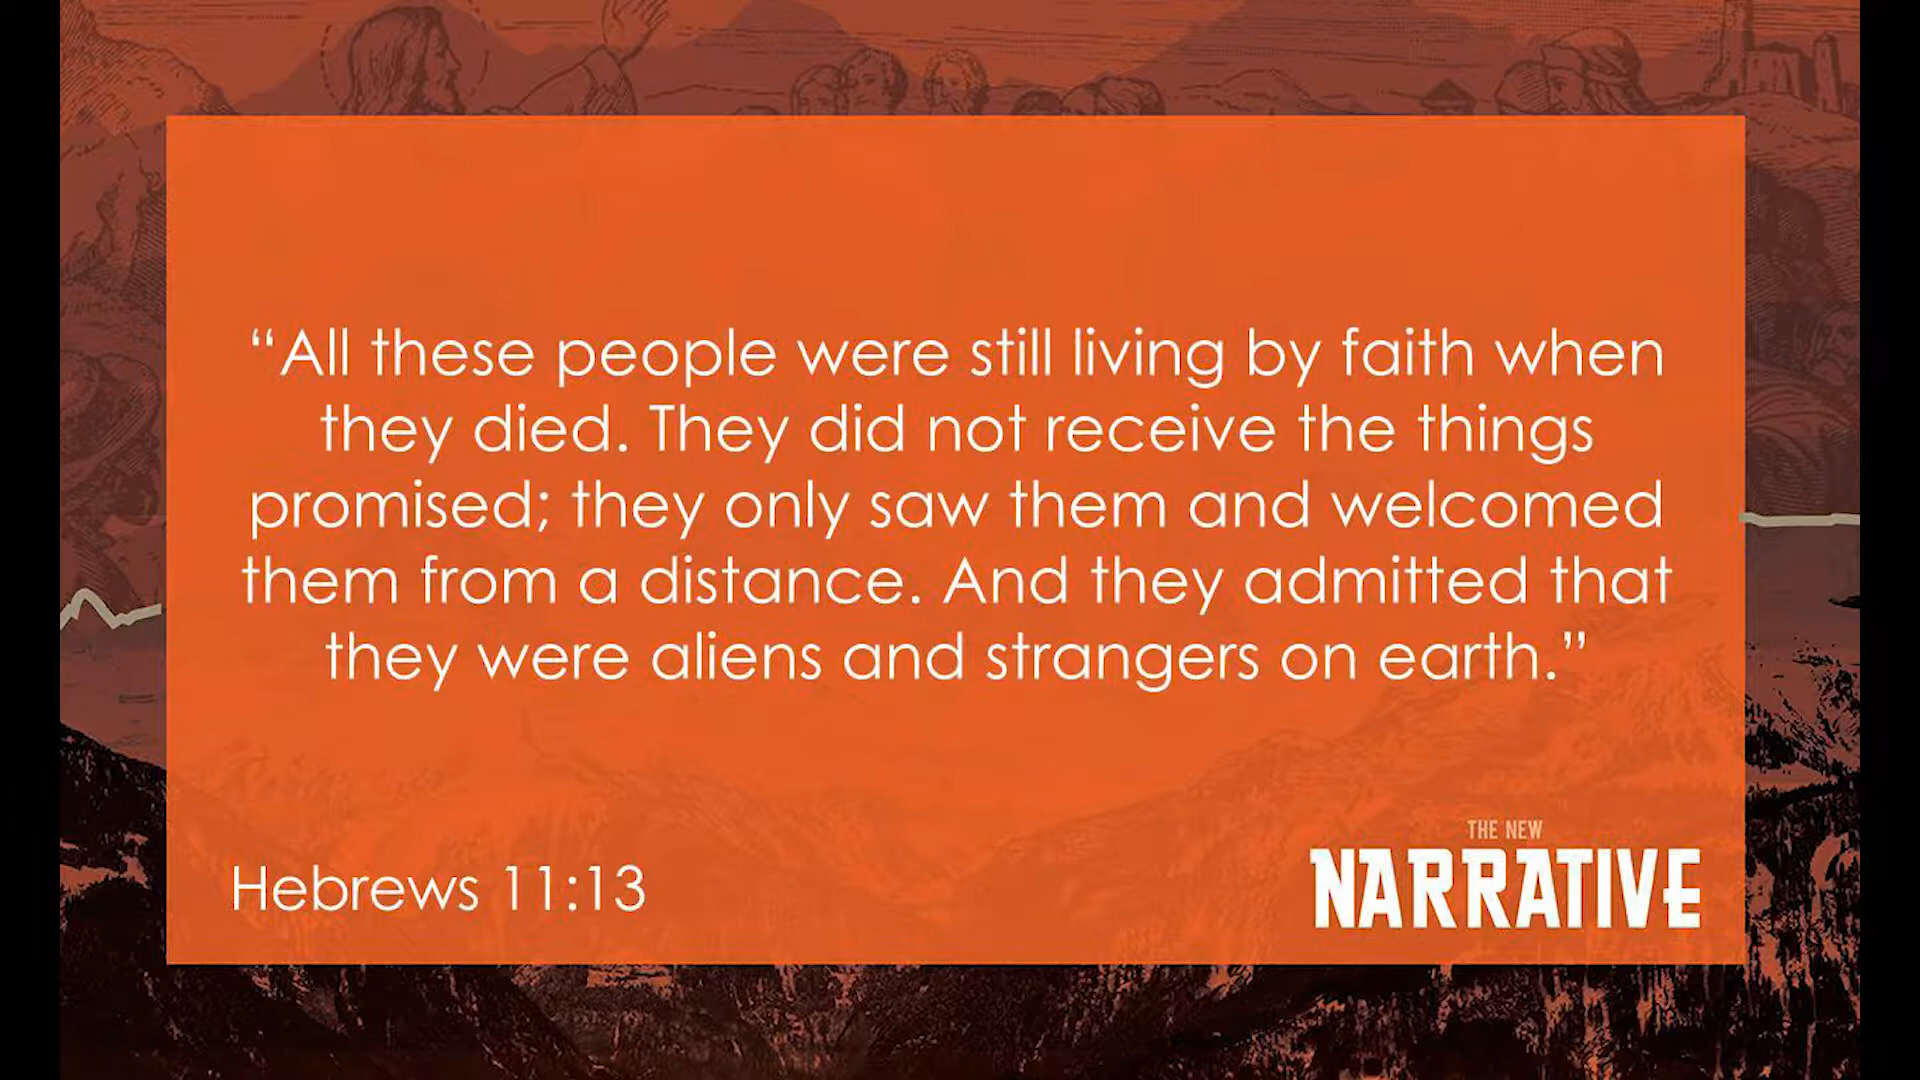 “All these people were still living by faith when
they died. They did not receive the things
promised; they only saw them and welcomed
them from a distance. And they admitted that
they were aliens and strangers on earth.”
Hebrews 11:13
THE NEW
NARRATIVE